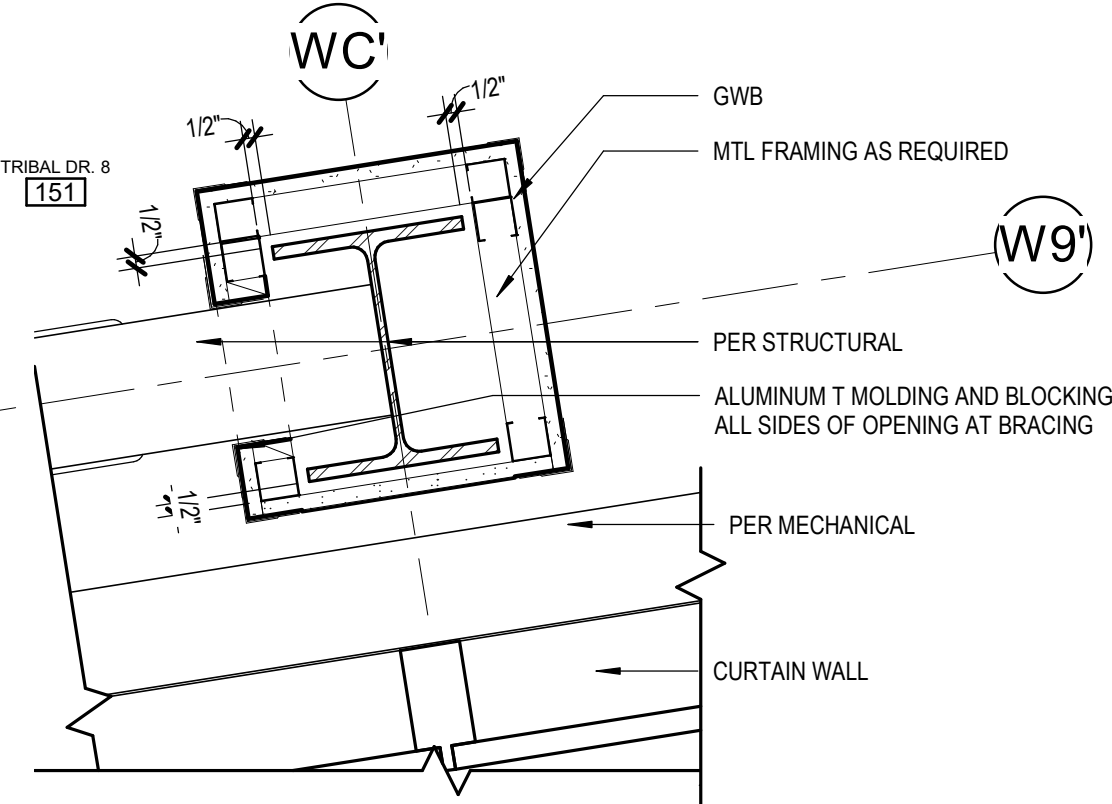 WC'
1/2"
1/2"
GWB
MTL FRAMING AS REQUIRED
TRIBAL DR. 8
151
1/2"
W9'
PER STRUCTURAL
ALUMINUM T MOLDING AND BLOCKING
ALL SIDES OF OPENING AT BRACING
1/2"
PER MECHANICAL
CURTAIN WALL